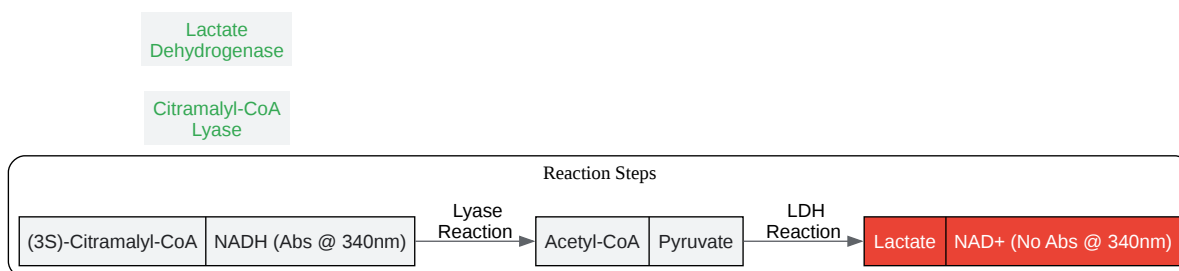 Lactate
Dehydrogenase
Citramalyl-CoA
Lyase
Reaction Steps
(3S)-Citramalyl-CoA
NADH (Abs @ 340nm)
Lyase
Reaction
Acetyl-CoA
Pyruvate
LDH
Reaction
Lactate
NAD+ (No Abs @ 340nm)